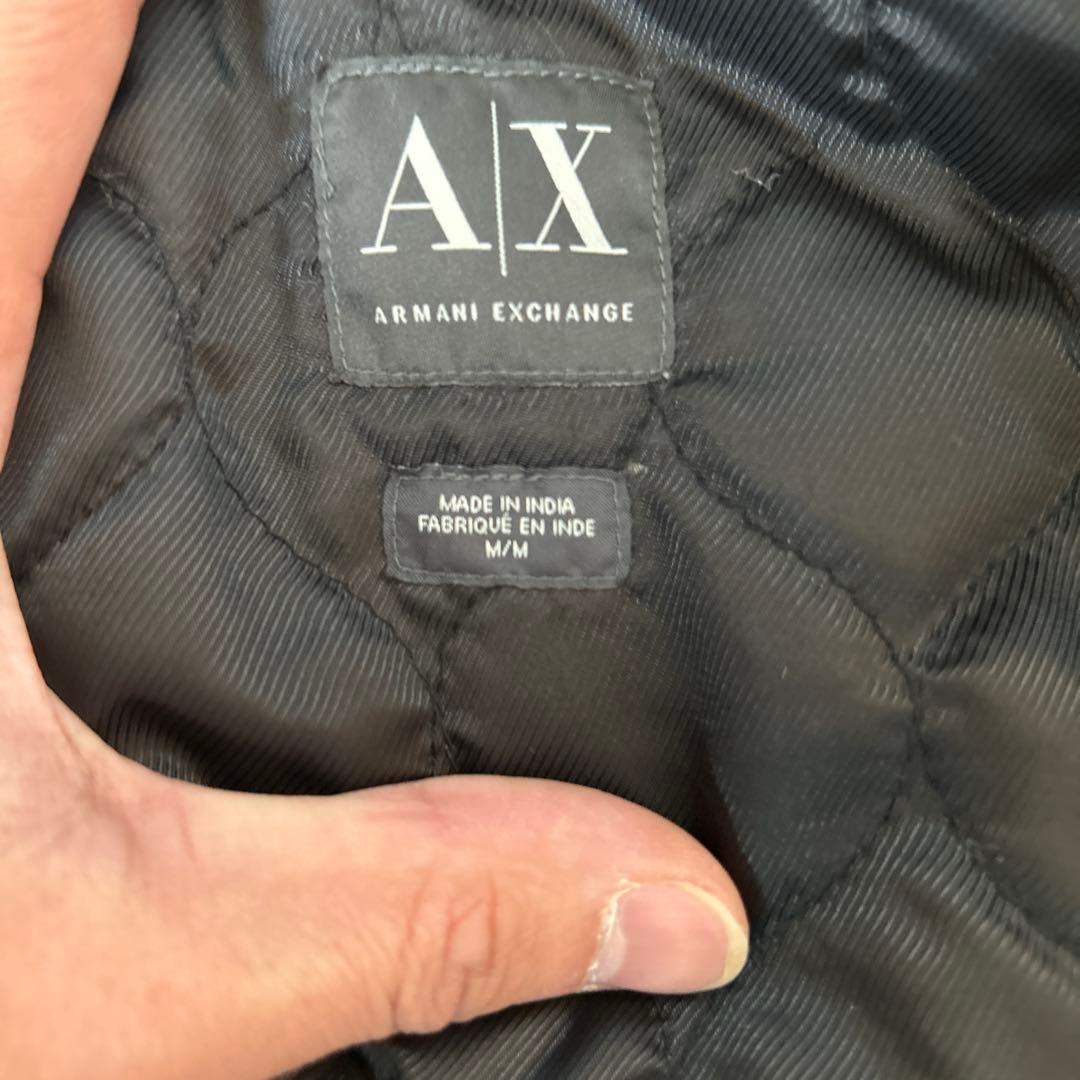 A|X
ARMANI EXCHANGE
MADE IN INDIA
FABRIQUÉ EN INDE
M/M